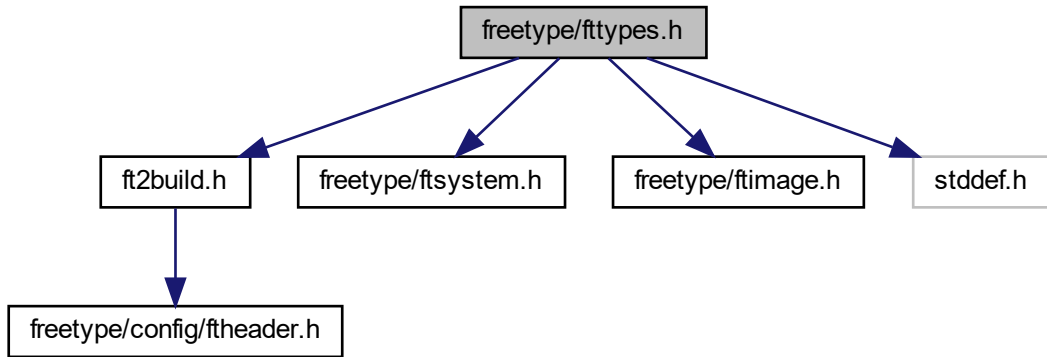 freetype/fttypes.h
ft2build.h
freetype/ftsystem.h
freetype/ftimage.h
stddef.h
freetype/config/ftheader.h